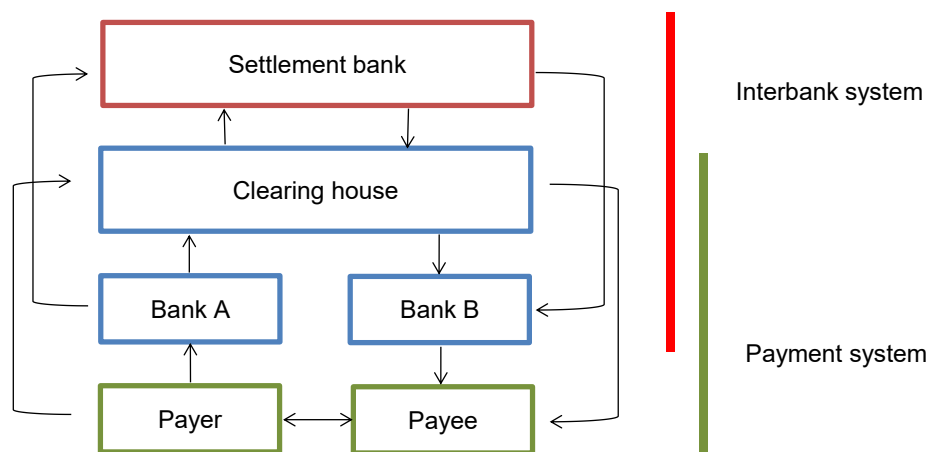 Settlement bank
Interbank system
Clearing house
Bank A
Bank B
Payment system
Payer
Payee